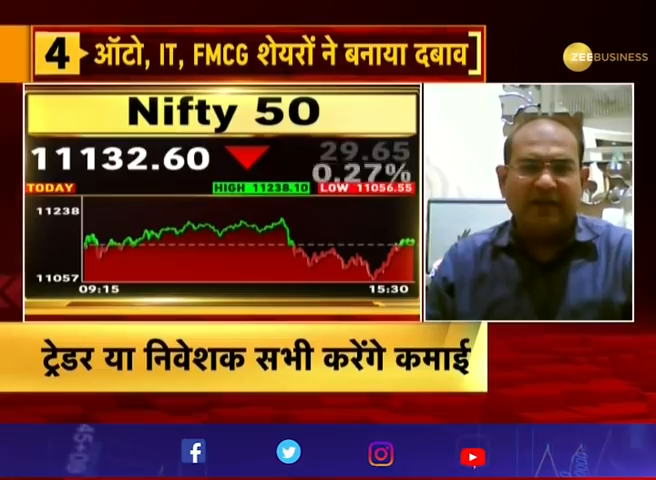 4 ऑटो, IT, FMCG शेयरों ने बनाया दबाव
ZEEBUSINESS
Nifty 50
11132.60
29.65
0.27%
TODAY
HIGH 11238.10
LOW 11056.55
11238
11057
09:15
15:30
ट्रेडर या निवेशक सभी करेंगे कमाई